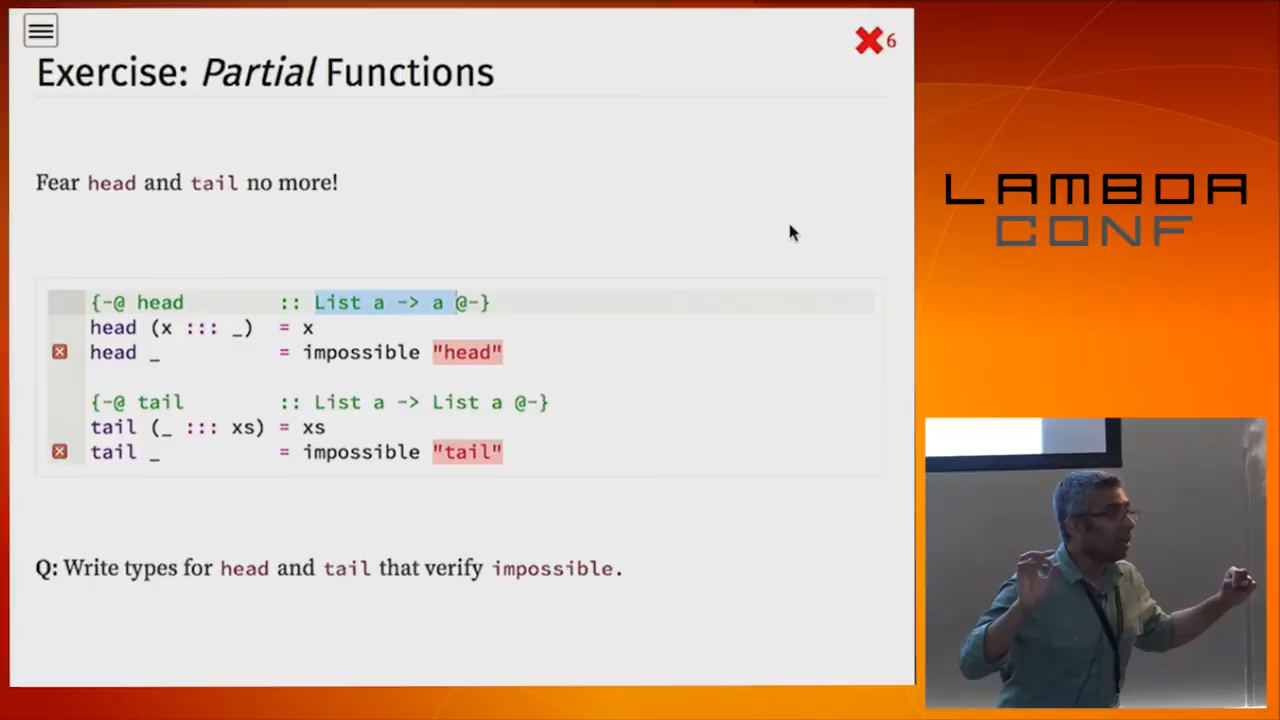 6
Exercise: Partial Functions
Fear head and tail no more!
{-@ head :: List a -> a @-}
head (x ::: _) = x
head _ = impossible "head"
{-@ tail :: List a -> List a @-}
tail (_ ::: xs) = xs
tail _ = impossible "tail"
Q: Write types for head and tail that verify impossible.
LAMBDA
CONF